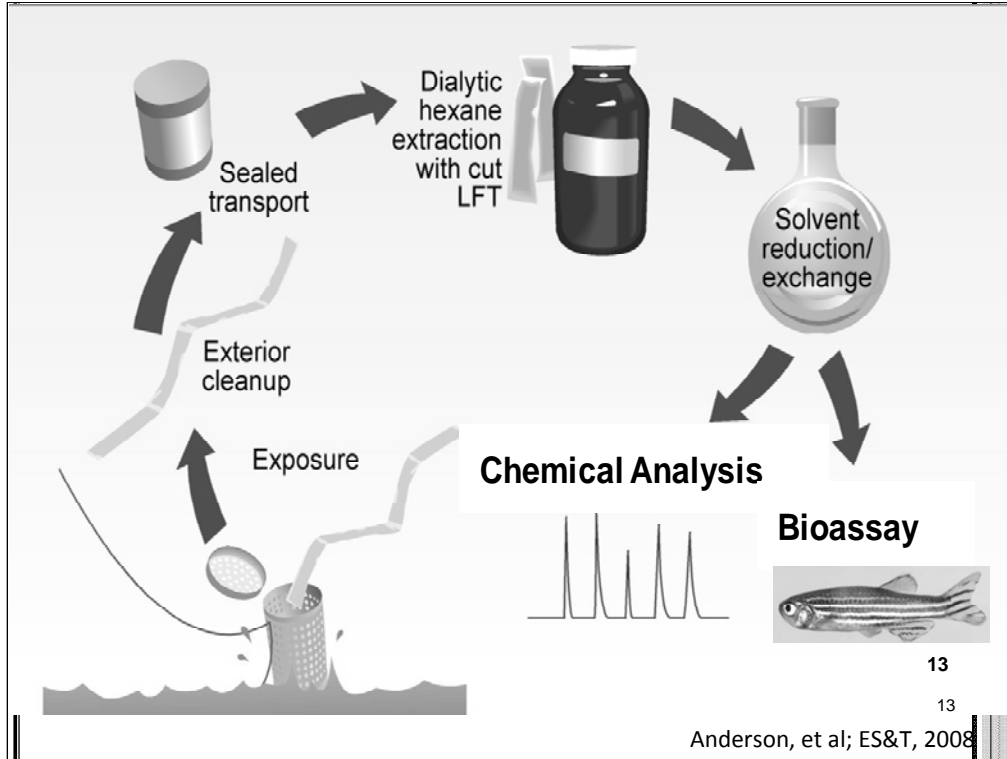 Dialytic
hexane
extraction
with cut
LFT
Sealed
transport
Solvent
reduction/
exchange
Exterior
cleanup
Exposure
Chemical Analysis
Bioassay
13
13
Anderson, et al; ES&T, 2008